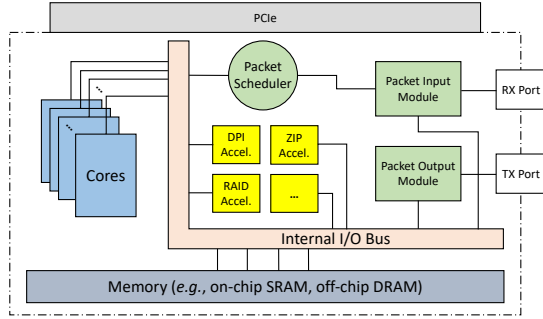 PCIe
Packet
Scheduler
Packet Input
Module
RX Port
...
...
Cores
DPI
Accel.
ZIP
Accel.
RAID
Accel.
...
Packet Output
Module
TX Port
Internal I/O Bus
Memory (e.g., on-chip SRAM, off-chip DRAM)